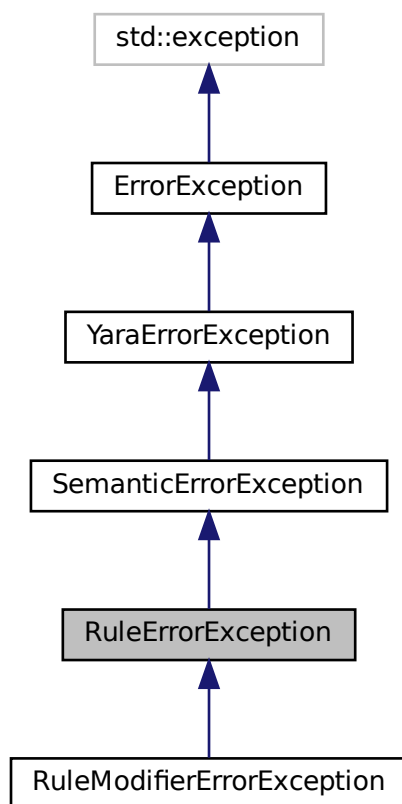 std::exception
ErrorException
YaraErrorException
SemanticErrorException
RuleErrorException
RuleModifierErrorException